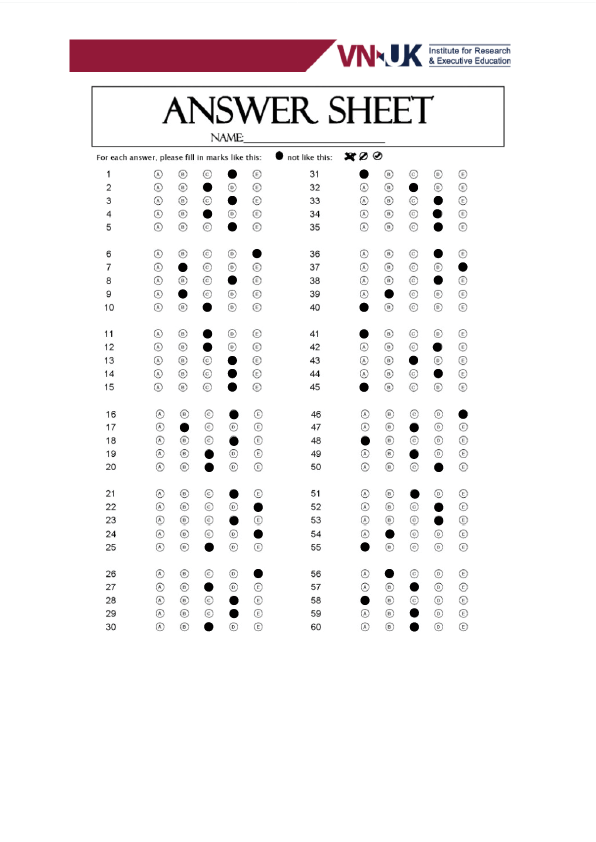 VN UK Institute for Research
& Executive Education
ANSWER SHEET
NAME:
For each answer, please fill in marks like this: not like this:
1 A B C E 31 B C D E
2 A B D E 32 A B D E
3 A B C E 33 A B C E
4 A B D E 34 A B C E
5 A B C E 35 A B C E
6 A B C D 36 A B C E
7 A C D E 37 A B C D
8 A B C E 38 A B C E
9 A C D E 39 A C D E
10 A B D E 40 B C D E
11 A B D E 41 B C D E
12 A B D E 42 A B C E
13 A B C E 43 A B D E
14 A B C E 44 A B C E
15 A B C E 45 B C D E
16 A B C E 46 A B C D
17 A C D E 47 A B D E
18 A B C E 48 B C D E
19 A B D E 49 A B D E
20 A B D E 50 A B C E
21 A B C E 51 A B D E
22 A B C D 52 A B C E
23 A B C E 53 A B C E
24 A B C D 54 A C D E
25 A B D E 55 B C D E
26 A B C D 56 A C D E
27 A B D E 57 A B D E
28 A B C E 58 B C D E
29 A B C E 59 A B D E
30 A B D E 60 A B D E